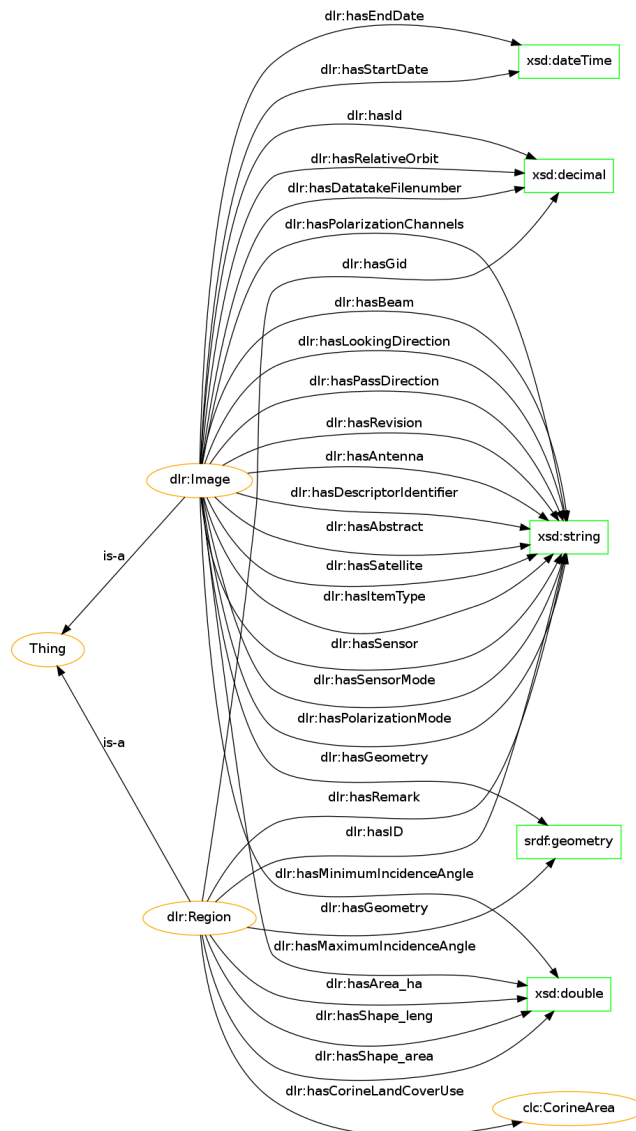 dlr:hasEndDate
xsd:dateTime
dlr:hasStartDate
dlr:hasId
dlr:hasRelativeOrbit
xsd:decimal
dlr:hasDatatakeFilenumber
dlr:hasPolarizationChannels
dlr:hasGid
dlr:hasBeam
dlr:hasLookingDirection
dlr:hasPassDirection
dlr:hasRevision
dlr:hasAntenna
dlr:Image
dlr:hasDescriptorIdentifier
dlr:hasAbstract
xsd:string
is-a
dlr:hasSatellite
dlr:hasItemType
dlr:hasSensor
Thing
dlr:hasSensorMode
dlr:hasPolarizationMode
is-a
dlr:hasGeometry
dlr:hasRemark
dlr:hasID
srdf:geometry
dlr:hasMinimumIncidenceAngle
dlr:hasGeometry
dlr:Region
dlr:hasMaximumIncidenceAngle
dlr:hasArea_ha
xsd:double
dlr:hasShape_leng
dlr:hasShape_area
dlr:hasCorineLandCoverUse
clc:CorineArea